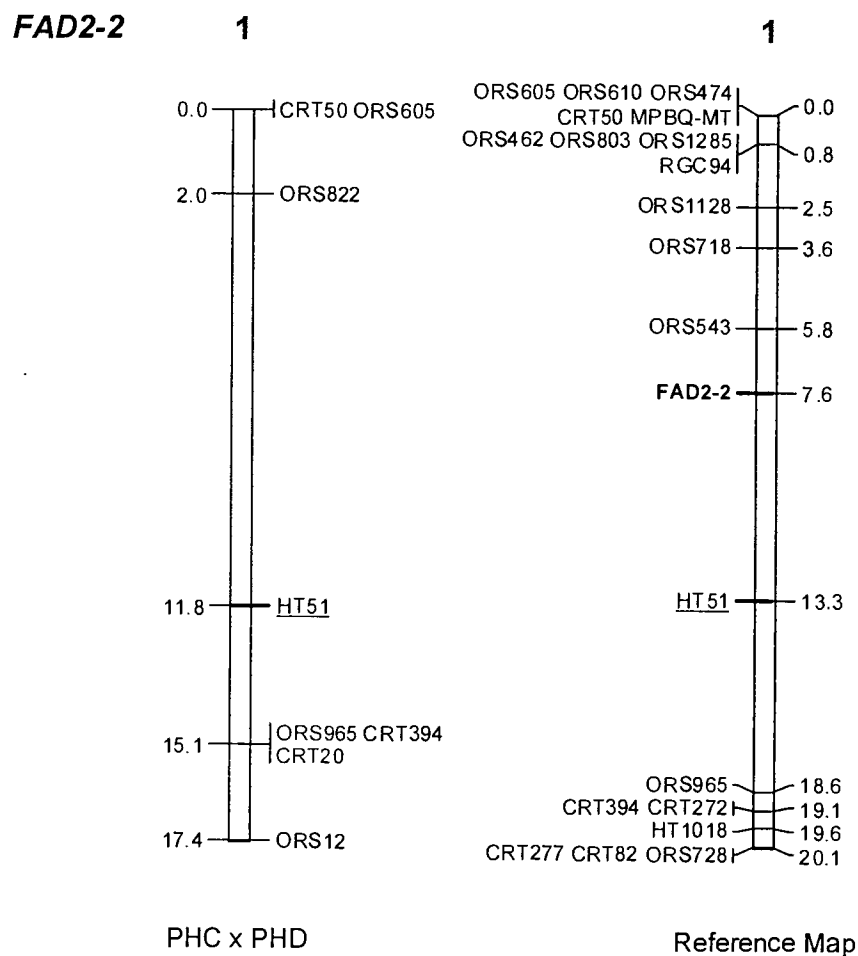 FAD2-2
1
0.0 CRT50 ORS605
2.0 ORS822
11.8 HT51
15.1 ORS965 CRT394
CRT20
17.4 ORS12
PHC x PHD
1
ORS605 ORS610 ORS474
CRT50 MPBQ-MT 0.0
ORS462 ORS803 ORS1285
RGC94 0.8
ORS1128 2.5
ORS718 3.6
ORS543 5.8
FAD2-2 7.6
HT51 13.3
ORS965 18.6
CRT394 CRT272 19.1
HT1018 19.6
CRT277 CRT82 ORS728 20.1
Reference Map